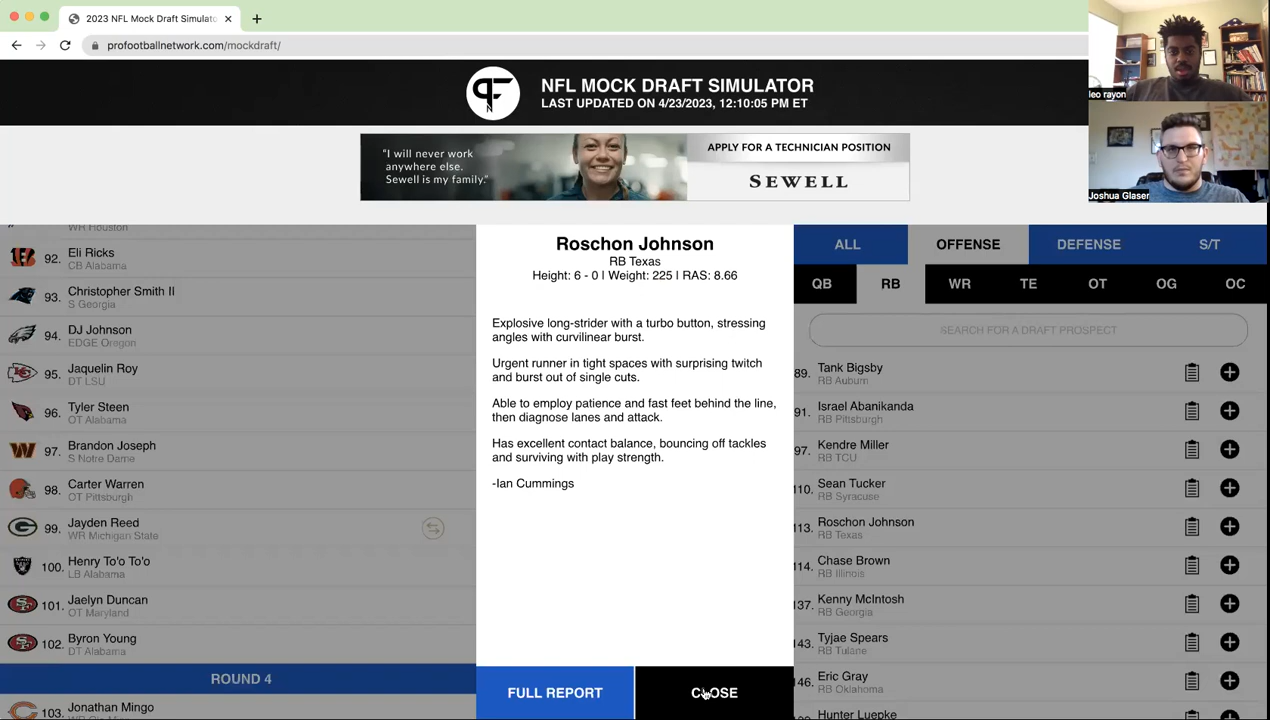 2023 NFL Mock Draft Simulato
profootballnetwork.com/mockdraft/
NFL MOCK DRAFT SIMULATOR
LAST UPDATED ON 4/23/2023, 12:10:05 PM ET
"I will never work
anywhere else.
Sewell is my family."
APPLY FOR A TECHNICIAN POSITION
SEWELL
leo rayon
Joshua Glaser
WR Houston
92. Eli Ricks
CB Alabama
93. Christopher Smith II
S Georgia
94. DJ Johnson
EDGE Oregon
95. Jaquelin Roy
DT LSU
96. Tyler Steen
OT Alabama
97. Brandon Joseph
S Notre Dame
98. Carter Warren
OT Pittsburgh
99. Jayden Reed
WR Michigan State
100. Henry To'o To'o
LB Alabama
101. Jaelyn Duncan
OT Maryland
102. Byron Young
DT Alabama
ROUND 4
103. Jonathan Mingo
Roschon Johnson
RB Texas
Height: 6 - 0 | Weight: 225 | RAS: 8.66
Explosive long-strider with a turbo button, stressing
angles with curvilinear burst.
Urgent runner in tight spaces with surprising twitch
and burst out of single cuts.
Able to employ patience and fast feet behind the line,
then diagnose lanes and attack.
Has excellent contact balance, bouncing off tackles
and surviving with play strength.
-Ian Cummings
FULL REPORT
CLOSE
ALL OFFENSE DEFENSE S/T
QB RB WR TE OT OG OC
SEARCH FOR A DRAFT PROSPECT
89. Tank Bigsby
RB Auburn
91. Israel Abanikanda
RB Pittsburgh
97. Kendre Miller
RB TCU
110. Sean Tucker
RB Syracuse
113. Roschon Johnson
RB Texas
114. Chase Brown
RB Illinois
137. Kenny McIntosh
RB Georgia
143. Tyjae Spears
RB Tulane
146. Eric Gray
RB Oklahoma
Hunter Luepke